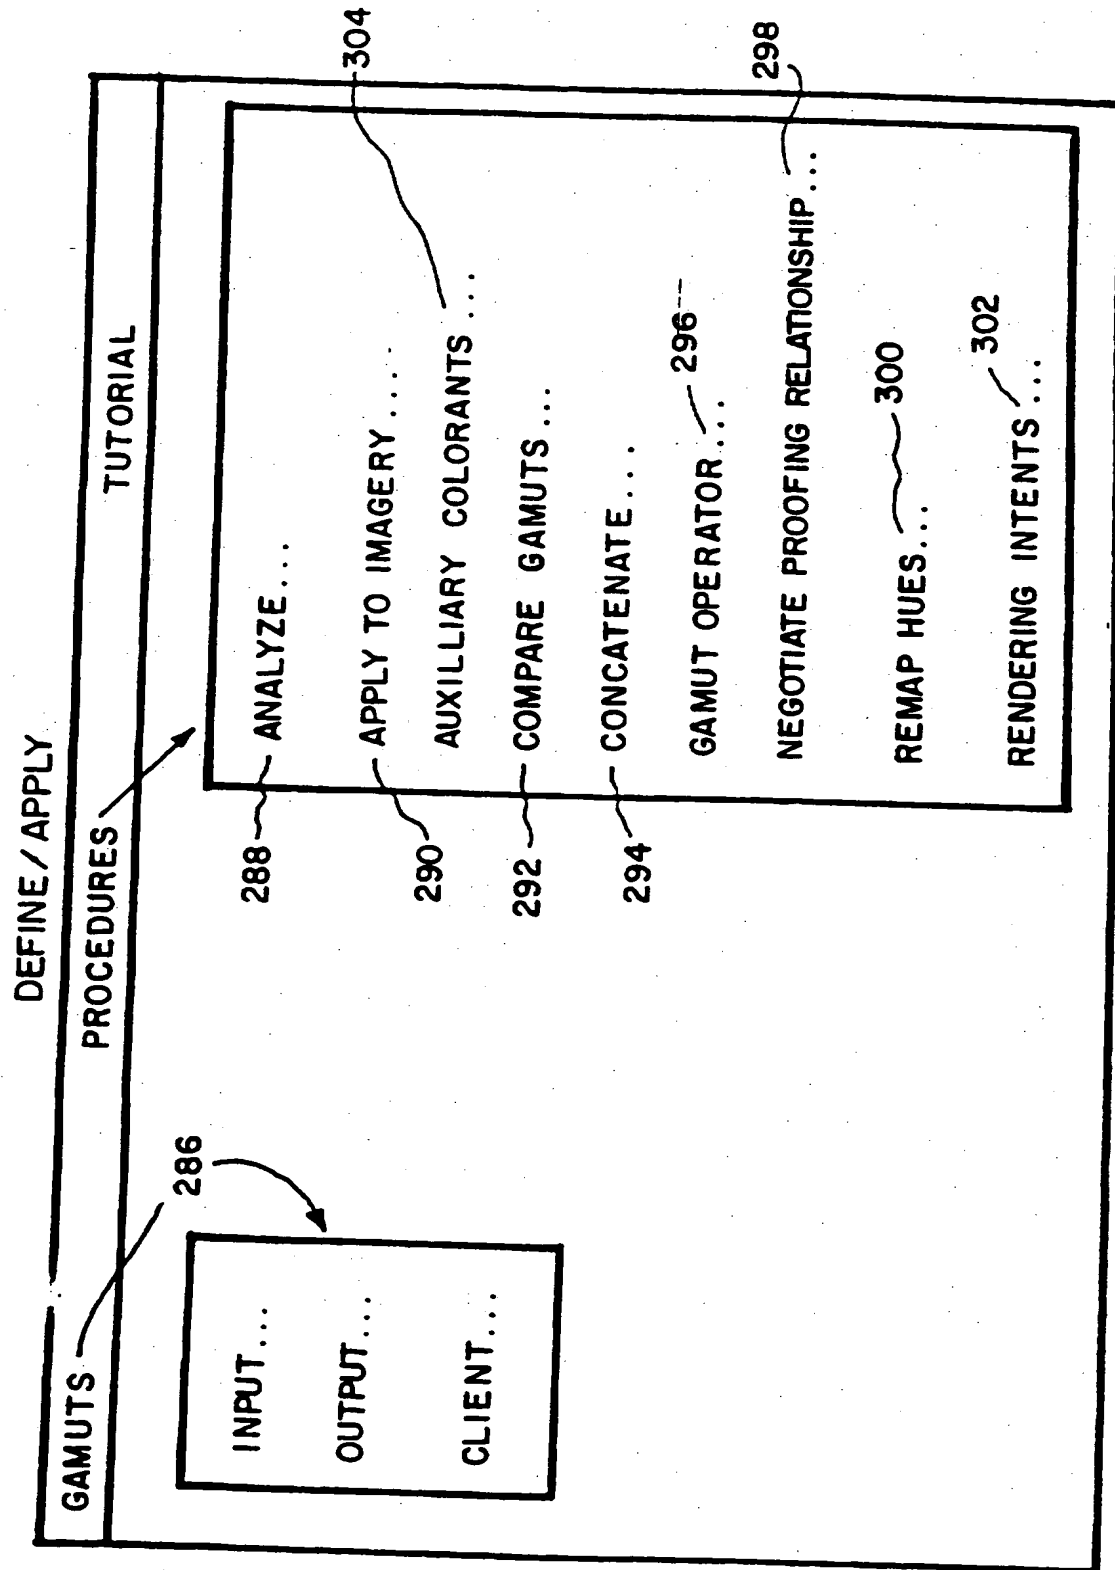 DEFINE/APPLY
GAMUTS PROCEDURES TUTORIAL
286
INPUT...
OUTPUT...
CLIENT...
288 ANALYZE...
290 APPLY TO IMAGERY...
AUXILLIARY COLORANTS... 304
292 COMPARE GAMUTS...
294 CONCATENATE...
GAMUT OPERATOR... 296
NEGOTIATE PROOFING RELATIONSHIP... 298
REMAP HUES... 300
RENDERING INTENTS... 302